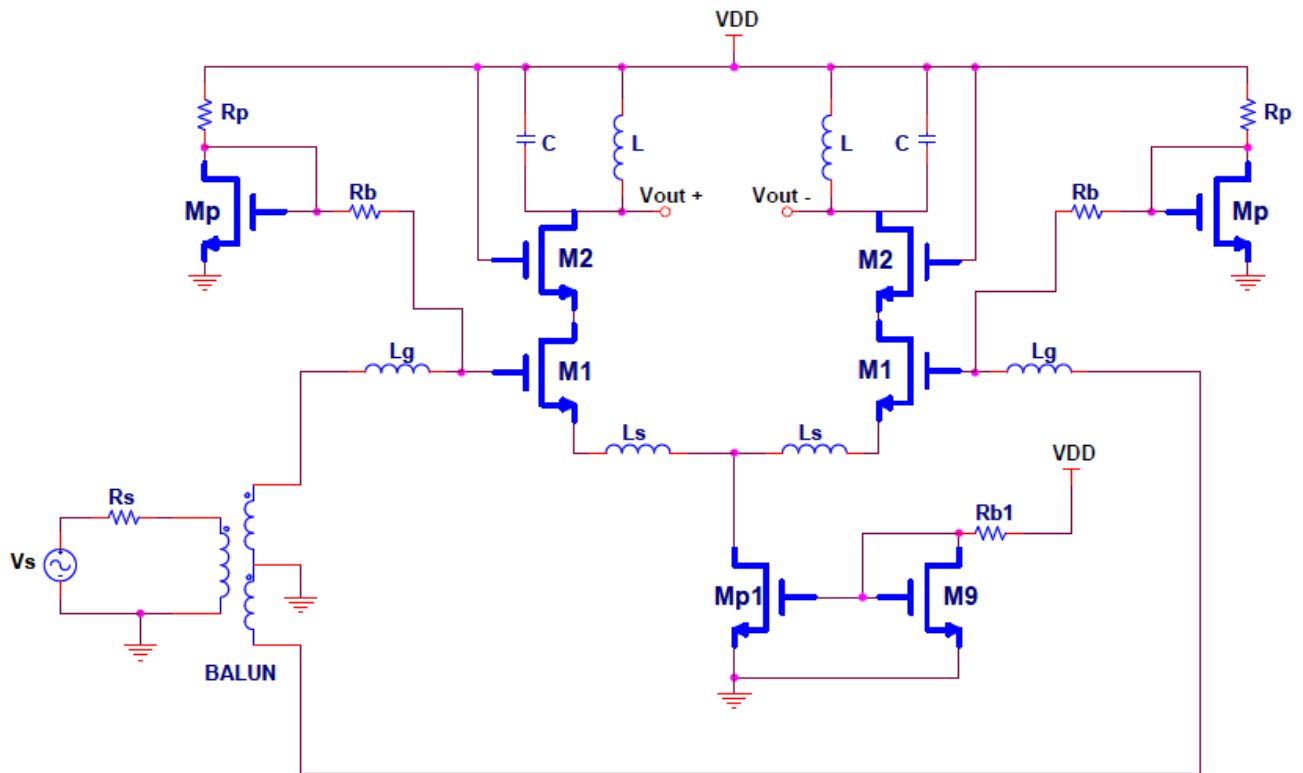 VDD
Rp
C
L
L
C
Rp
Vout +
Vout -
Rb
Rb
Mp
Mp
M2
M2
Lg
M1
M1
Lg
Ls
Ls
VDD
Rs
Rb1
Vs
Mp1
M9
BALUN